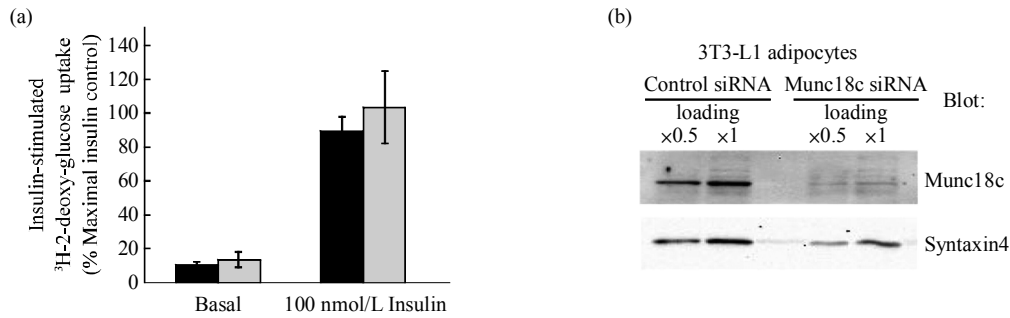 (a)
Insulin-stimulated
³H-2-deoxy-glucose uptake
(% Maximal insulin control)
140
120
100
80
60
40
20
0
Basal
100 nmol/L Insulin
(b)
3T3-L1 adipocytes
Control siRNA Munc18c siRNA
Blot:
loading loading
×0.5 ×1 ×0.5 ×1
Munc18c
Syntaxin4